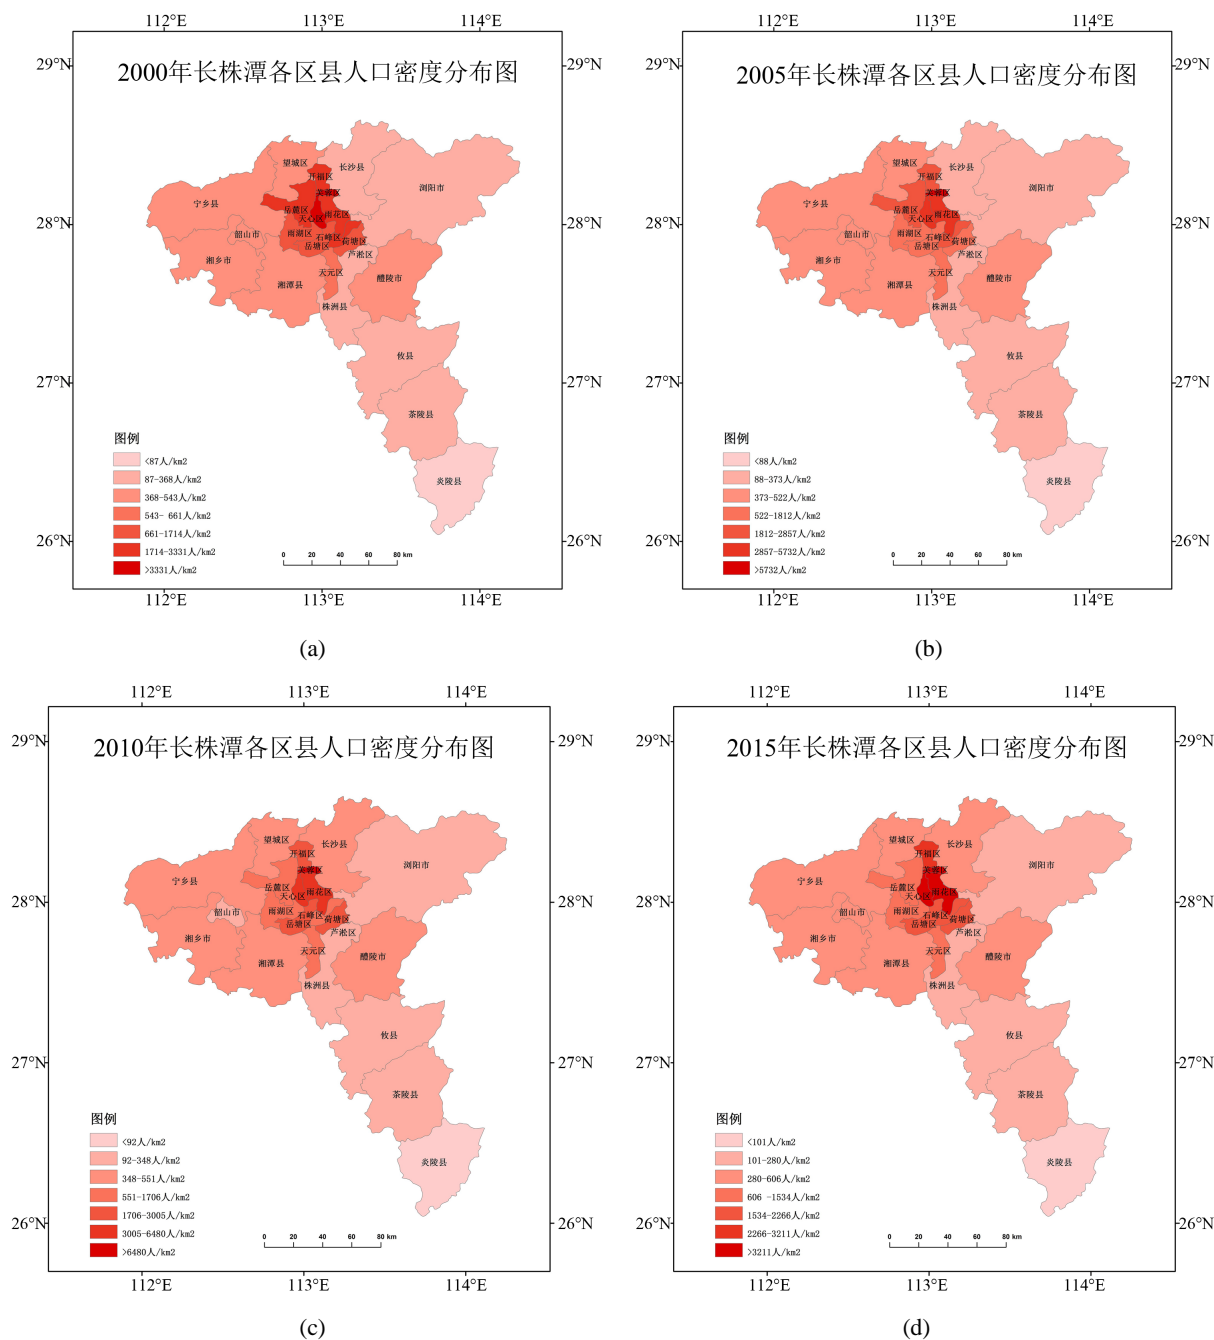 112°E 113°E 114°E
29°N 29°N
2000年长株潭各区县人口密度分布图
望城区
长沙县
开福区
浏阳市
芙蓉区
宁乡县
岳麓区
雨花区
天心区
28°N 28°N
韶山市
雨湖区
石峰区
荷塘区
岳塘区
芦淞区
湘乡市
天元区
醴陵市
湘潭县
株洲县
攸县
27°N 27°N
茶陵县
图例
<87人/km2
87-368人/km2
368-543人/km2
543- 661人/km2
661-1714人/km2
1714-3331人/km2
>3331人/km2
炎陵县
26°N 26°N
0 20 40 60 80 km
112°E 113°E 114°E
(a)
112°E 113°E 114°E
29°N 29°N
2005年长株潭各区县人口密度分布图
望城区
长沙县
开福区
浏阳市
芙蓉区
宁乡县
岳麓区
雨花区
天心区
28°N 28°N
韶山市
雨湖区
石峰区
荷塘区
岳塘区
芦淞区
湘乡市
天元区
醴陵市
湘潭县
株洲县
攸县
27°N 27°N
茶陵县
图例
<88人/km2
88-373人/km2
373-522人/km2
522-1812人/km2
1812-2857人/km2
2857-5732人/km2
>5732人/km2
炎陵县
26°N 26°N
0 20 40 60 80 km
112°E 113°E 114°E
(b)
112°E 113°E 114°E
29°N 29°N
2010年长株潭各区县人口密度分布图
望城区
长沙县
开福区
浏阳市
芙蓉区
宁乡县
岳麓区
雨花区
天心区
28°N 28°N
韶山市
雨湖区
石峰区
荷塘区
岳塘区
芦淞区
湘乡市
天元区
醴陵市
湘潭县
株洲县
攸县
27°N 27°N
茶陵县
图例
<92人/km2
92-348人/km2
348-551人/km2
551-1706人/km2
1706-3005人/km2
3005-6480人/km2
>6480人/km2
炎陵县
26°N 26°N
0 20 40 60 80 km
112°E 113°E 114°E
(c)
112°E 113°E 114°E
29°N 29°N
2015年长株潭各区县人口密度分布图
望城区
长沙县
开福区
浏阳市
芙蓉区
宁乡县
岳麓区
雨花区
天心区
28°N 28°N
韶山市
雨湖区
石峰区
荷塘区
岳塘区
芦淞区
湘乡市
天元区
醴陵市
湘潭县
株洲县
攸县
27°N 27°N
茶陵县
图例
<101人/km2
101-280人/km2
280-606人/km2
606 -1534人/km2
1534-2266人/km2
2266-3211人/km2
>3211人/km2
炎陵县
26°N 26°N
0 20 40 60 80 km
112°E 113°E 114°E
(d)